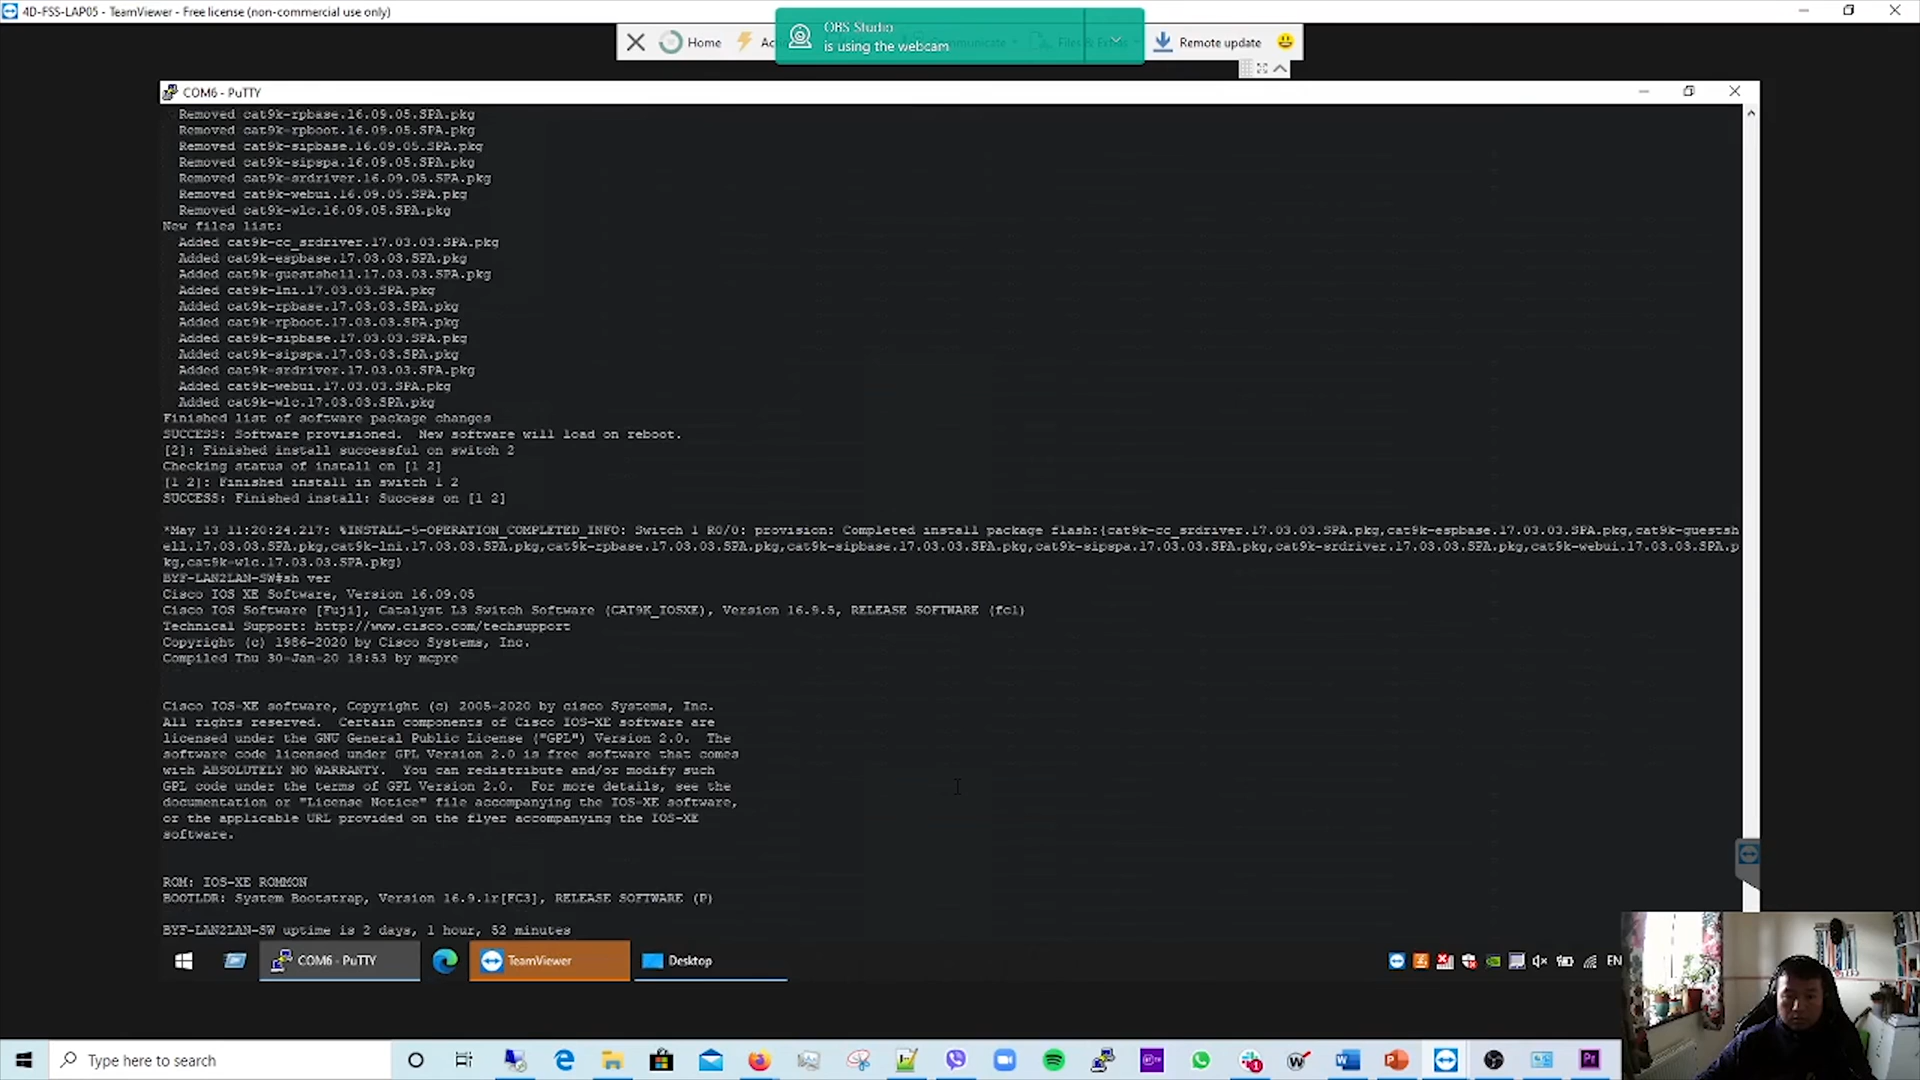 4D-FSS-LAP05 - TeamViewer - Free license (non-commercial use only)
OBS Studio
is using the webcam
Home
Remote update
COM6 - PuTTY
Removed cat9k-rpbase.16.09.05.SPA.pkg
Removed cat9k-rpboot.16.09.05.SPA.pkg
Removed cat9k-sipbase.16.09.05.SPA.pkg
Removed cat9k-sipspa.16.09.05.SPA.pkg
Removed cat9k-srdriver.16.09.05.SPA.pkg
Removed cat9k-webui.16.09.05.SPA.pkg
Removed cat9k-wlc.16.09.05.SPA.pkg
New files list:
Added cat9k-cc_srdriver.17.03.03.SPA.pkg
Added cat9k-espbase.17.03.03.SPA.pkg
Added cat9k-guestshell.17.03.03.SPA.pkg
Added cat9k-lni.17.03.03.SPA.pkg
Added cat9k-rpbase.17.03.03.SPA.pkg
Added cat9k-rpboot.17.03.03.SPA.pkg
Added cat9k-sipbase.17.03.03.SPA.pkg
Added cat9k-sipspa.17.03.03.SPA.pkg
Added cat9k-srdriver.17.03.03.SPA.pkg
Added cat9k-webui.17.03.03.SPA.pkg
Added cat9k-wlc.17.03.03.SPA.pkg
Finished list of software package changes
SUCCESS: Software provisioned.  New software will load on reboot.
[2]: Finished install successful on switch 2
Checking status of install on [1 2]
[1 2]: Finished install in switch 1 2
SUCCESS: Finished install: Success on [1 2]
*May 13 11:20:24.217: %INSTALL-5-OPERATION_COMPLETED_INFO: Switch 1 R0/0: provision: Completed install package flash:{cat9k-cc_srdriver.17.03.03.SPA.pkg,cat9k-espbase.17.03.03.SPA.pkg,cat9k-guestsh
ell.17.03.03.SPA.pkg,cat9k-lni.17.03.03.SPA.pkg,cat9k-rpbase.17.03.03.SPA.pkg,cat9k-sipbase.17.03.03.SPA.pkg,cat9k-sipspa.17.03.03.SPA.pkg,cat9k-srdriver.17.03.03.SPA.pkg,cat9k-webui.17.03.03.SPA.p
kg,cat9k-wlc.17.03.03.SPA.pkg}
BYF-LAN2LAN-SW#sh ver
Cisco IOS XE Software, Version 16.09.05
Cisco IOS Software [Fuji], Catalyst L3 Switch Software (CAT9K_IOSXE), Version 16.9.5, RELEASE SOFTWARE (fc1)
Technical Support: http://www.cisco.com/techsupport
Copyright (c) 1986-2020 by Cisco Systems, Inc.
Compiled Thu 30-Jan-20 18:53 by mcpre
Cisco IOS-XE software, Copyright (c) 2005-2020 by cisco Systems, Inc.
All rights reserved.  Certain components of Cisco IOS-XE software are
licensed under the GNU General Public License ("GPL") Version 2.0.  The
software code licensed under GPL Version 2.0 is free software that comes
with ABSOLUTELY NO WARRANTY.  You can redistribute and/or modify such
GPL code under the terms of GPL Version 2.0.  For more details, see the
documentation or "License Notice" file accompanying the IOS-XE software,
or the applicable URL provided on the flyer accompanying the IOS-XE
software.
ROM: IOS-XE ROMMON
BOOTLDR: System Bootstrap, Version 16.9.1r[FC3], RELEASE SOFTWARE (P)
BYF-LAN2LAN-SW uptime is 2 days, 1 hour, 52 minutes
COM6 - PuTTY
TeamViewer
Desktop
EN
Type here to search